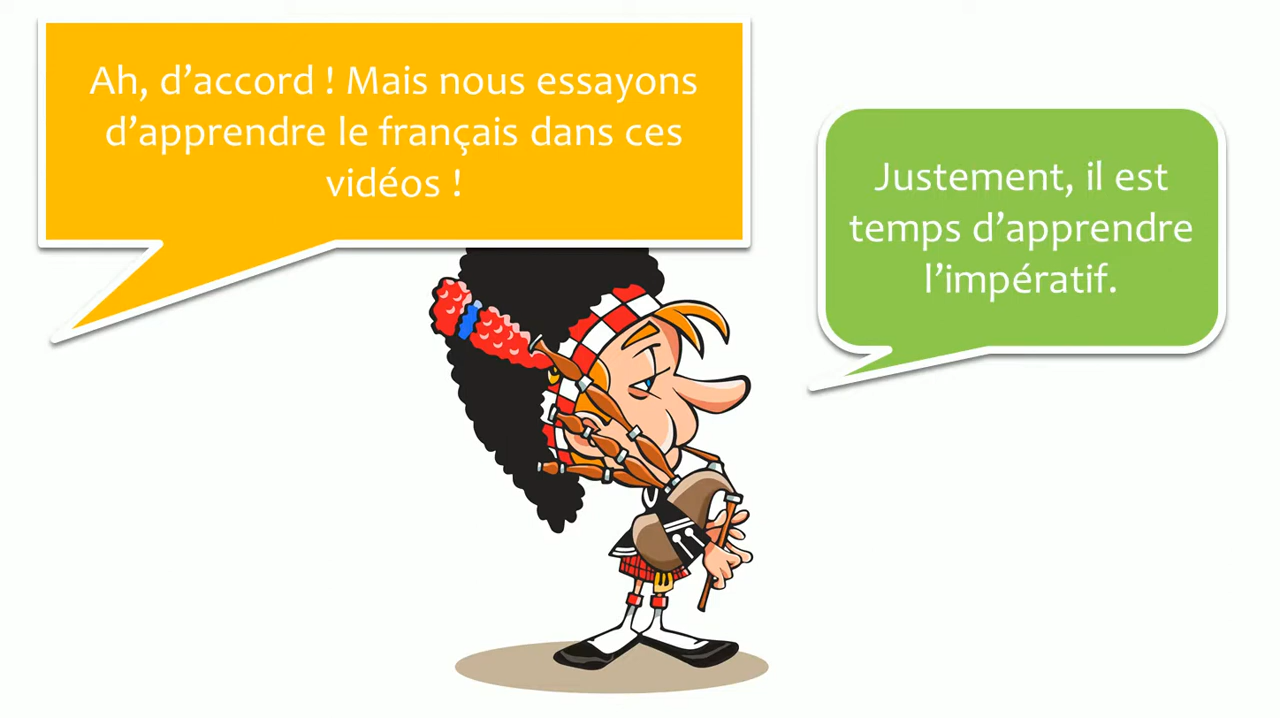 Ah, d’accord ! Mais nous essayons
d’apprendre le français dans ces
vidéos !
Justement, il est
temps d’apprendre
l’impératif.